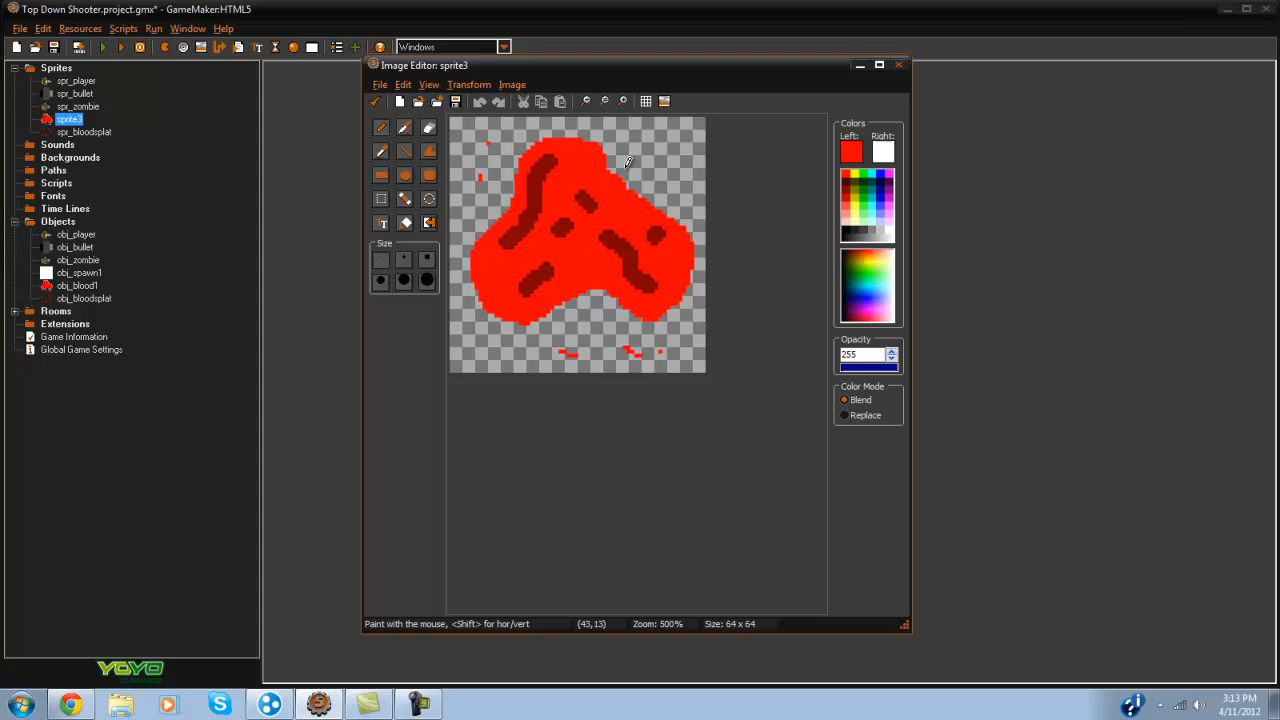 Top Down Shooter.project.gmx* - GameMaker:HTML5
File Edit Resources Scripts Run Window Help
Windows
Sprites
spr_player
spr_bullet
spr_zombie
sprite3
spr_bloodsplat
Sounds
Backgrounds
Paths
Scripts
Fonts
Time Lines
Objects
obj_player
obj_bullet
obj_zombie
obj_spawn1
obj_blood1
obj_bloodsplat
Rooms
Extensions
Game Information
Global Game Settings
YOYO
Image Editor: sprite3
File Edit View Transform Image
Size
Colors
Left: Right:
Opacity
255
Color Mode
Blend
Replace
Paint with the mouse, <Shift> for hor/vert (43,13) Zoom: 500% Size: 64 x 64
3:13 PM
4/11/2012